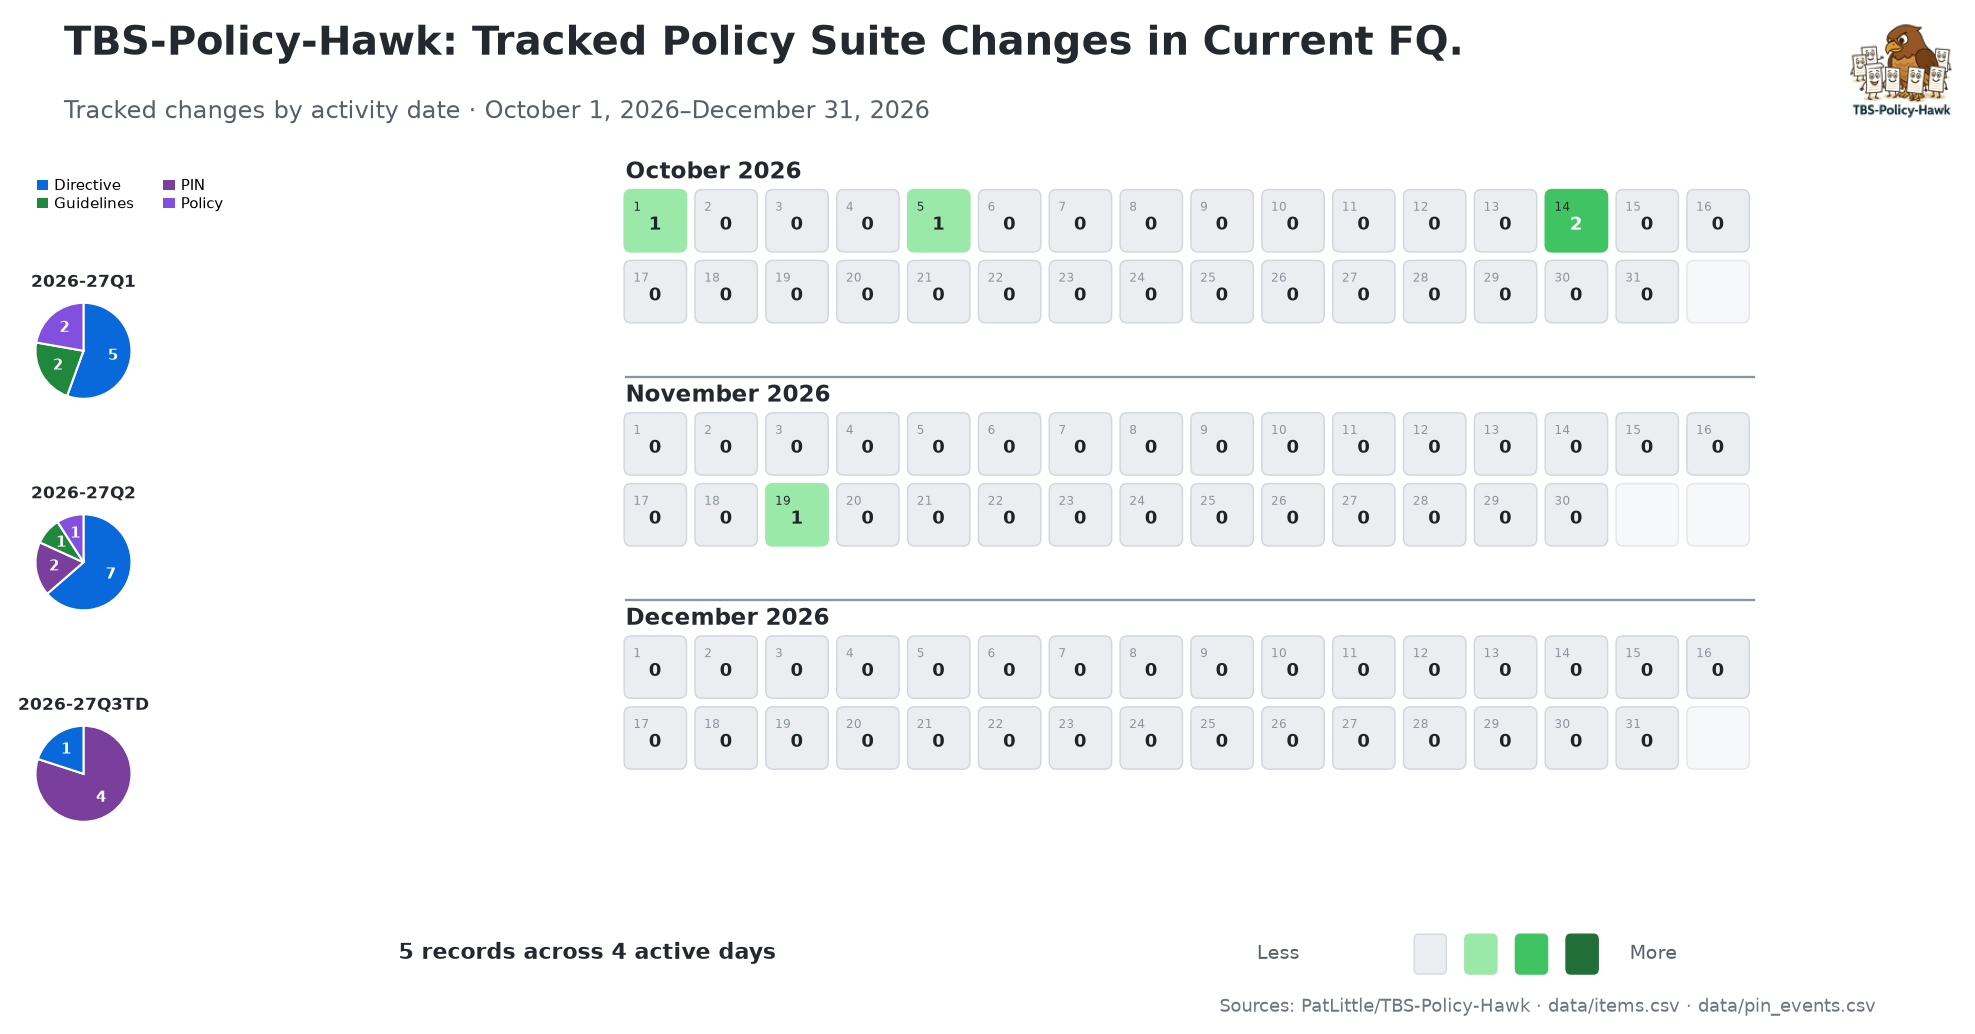 TBS-Policy-Hawk: Tracked Policy Suite Changes in Current FQ.
TBS-Policy-Hawk
Tracked changes by activity date · October 1, 2026–December 31, 2026
Directive PIN
Guidelines Policy
2026-27Q1
2
5
2
2026-27Q2
1
1
2
7
2026-27Q3TD
1
4
October 2026
1 2 3 4 5 6 7 8 9 10 11 12 13 14 15 16
1 0 0 0 1 0 0 0 0 0 0 0 0 2 0 0
17 18 19 20 21 22 23 24 25 26 27 28 29 30 31
0 0 0 0 0 0 0 0 0 0 0 0 0 0 0
November 2026
1 2 3 4 5 6 7 8 9 10 11 12 13 14 15 16
0 0 0 0 0 0 0 0 0 0 0 0 0 0 0 0
17 18 19 20 21 22 23 24 25 26 27 28 29 30
0 0 1 0 0 0 0 0 0 0 0 0 0 0
December 2026
1 2 3 4 5 6 7 8 9 10 11 12 13 14 15 16
0 0 0 0 0 0 0 0 0 0 0 0 0 0 0 0
17 18 19 20 21 22 23 24 25 26 27 28 29 30 31
0 0 0 0 0 0 0 0 0 0 0 0 0 0 0
5 records across 4 active days
Less More
Sources: PatLittle/TBS-Policy-Hawk · data/items.csv · data/pin_events.csv